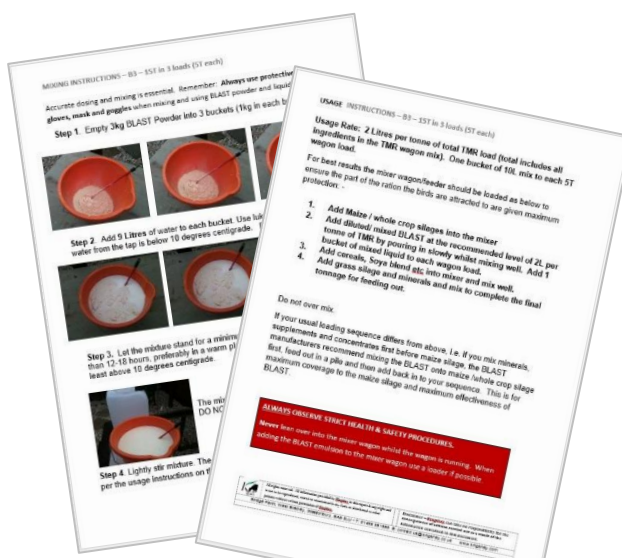 MIXING INSTRUCTIONS – B3 – 15T in 3 loads (5T each)
Accurate dosing and mixing is essential. Remember: Always use protective
gloves, mask and goggles when mixing and using BLAST powder and liquid
Step 1. Empty 3kg BLAST Powder into 3 buckets (1kg in each b
Step 2. Add 9 Litres of water to each bucket. Use luk
water from the tap is below 10 degrees centigrade.
Step 3. Let the mixture stand for a minim
than 12-18 hours, preferably in a warm pl
least above 10 degrees centigrade.
The mix
DO NO
Step 4. Lightly stir mixture. The
per the usage instructions on th
USAGE INSTRUCTIONS – B3 – 15T in 3 loads (5T each)
Usage Rate: 2 Litres per tonne of total TMR load (total includes all
ingredients in the TMR wagon mix). One bucket of 10L mix to each 5T
wagon load.
For best results the mixer wagon/feeder should be loaded as below to
ensure the part of the ration the birds are attracted to are given maximum
protection: -
1. Add Maize / whole crop silages into the mixer
2. Add diluted/ mixed BLAST at the recommended level of 2L per
tonne of TMR by pouring in slowly whilst mixing well. Add 1
bucket of mixed liquid to each wagon load.
3. Add cereals, Soya blend etc into mixer and mix well.
4. Add grass silage and minerals and mix to complete the final
tonnage for feeding out.
Do not over mix.
If your usual loading sequence differs from above, i.e. if you mix minerals,
supplements and concentrates first before maize silage, the BLAST
manufacturers recommend mixing the BLAST onto maize /whole crop silage
first, feed out in a pile and then add back in to your sequence. This is for
maximum coverage to the maize silage and maximum effectiveness of
BLAST.
ALWAYS OBSERVE STRICT HEALTH & SAFETY PROCEDURES.
Never lean over into the mixer wagon whilst the wagon is running. When
adding the BLAST emulsion to the mixer wagon use a loader if possible.